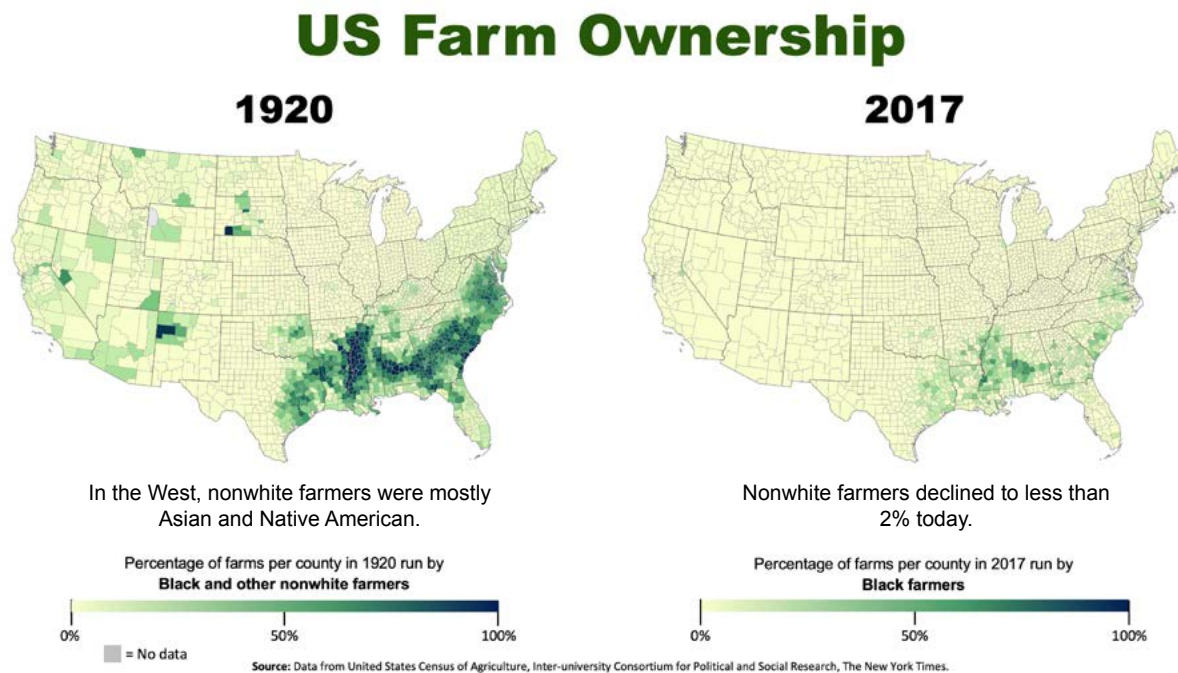 US Farm Ownership
1920
2017
In the West, nonwhite farmers were mostly
Asian and Native American.
Nonwhite farmers declined to less than
2% today.
Percentage of farms per county in 1920 run by
Black and other nonwhite farmers
0%
50%
100%
= No data
Percentage of farms per county in 2017 run by
Black farmers
0%
50%
100%
Source: Data from United States Census of Agriculture, Inter-university Consortium for Political and Social Research, The New York Times.